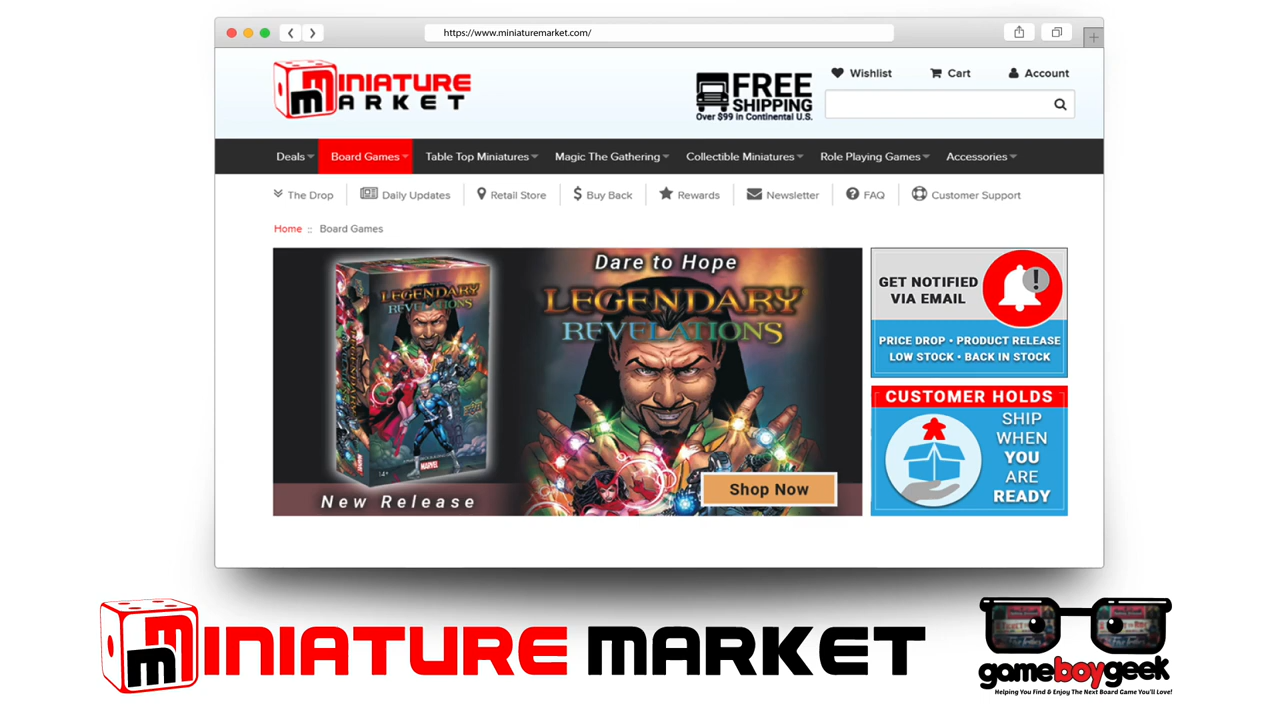 https://www.miniaturemarket.com/
MINIATURE
MARKET
FREE
SHIPPING
Over $99 in Continental U.S.
Wishlist
Cart
Account
Deals
Board Games
Table Top Miniatures
Magic The Gathering
Collectible Miniatures
Role Playing Games
Accessories
The Drop
Daily Updates
Retail Store
$ Buy Back
Rewards
Newsletter
? FAQ
Customer Support
Home :: Board Games
LEGENDARY
REVELATIONS
LEGENDARY
MARVEL
14+
New Release
Dare to Hope
LEGENDARY
REVELATIONS
Shop Now
GET NOTIFIED
VIA EMAIL
!
PRICE DROP • PRODUCT RELEASE
LOW STOCK • BACK IN STOCK
CUSTOMER HOLDS
SHIP
WHEN
YOU
ARE
READY
MINIATURE MARKET
gameboygeek
Helping You Find & Enjoy The Next Board Game You'll Love!